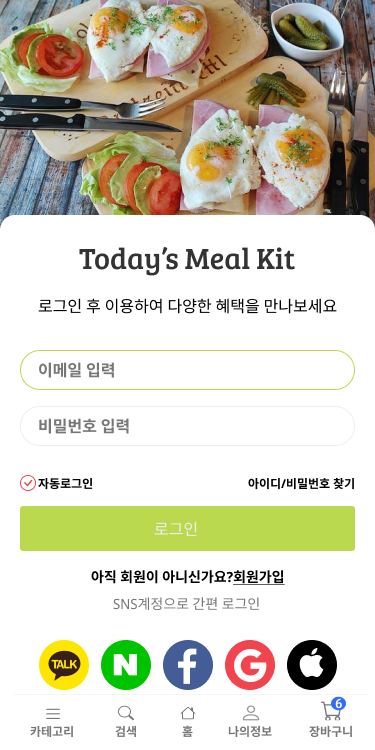 Today's Meal Kit
로그인 후 이용하여 다양한 혜택을 만나보세요
이메일 입력
비밀번호 입력
자동로그인 아이디/비밀번호 찾기
로그인
아직 회원이 아니신가요?회원가입
SNS계정으로 간편 로그인
TALK N f G
6
카테고리 검색 홈 나의정보 장바구니